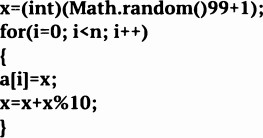 x=(int)(Math.random()99+1);
for(i=0; i<n; i++)
{
a[i]=x;
x=x+x%10;
}